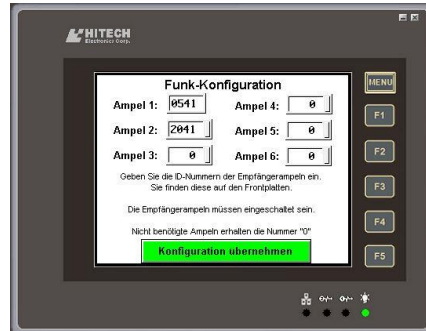 HITECH
Electronics Corp.
Funk-Konfiguration
MENU
Ampel 1: 0541 Ampel 4: 0
F1
Ampel 2: 2041 Ampel 5: 0
F2
Ampel 3: 0 Ampel 6: 0
Geben Sie die ID-Nummern der Empfängerampeln ein.
Sie finden diese auf den Frontplatten.
F3
Die Empfängerampeln müssen eingeschaltet sein.
F4
Nicht benötigte Ampeln erhalten die Nummer "0"
Konfiguration übernehmen
F5